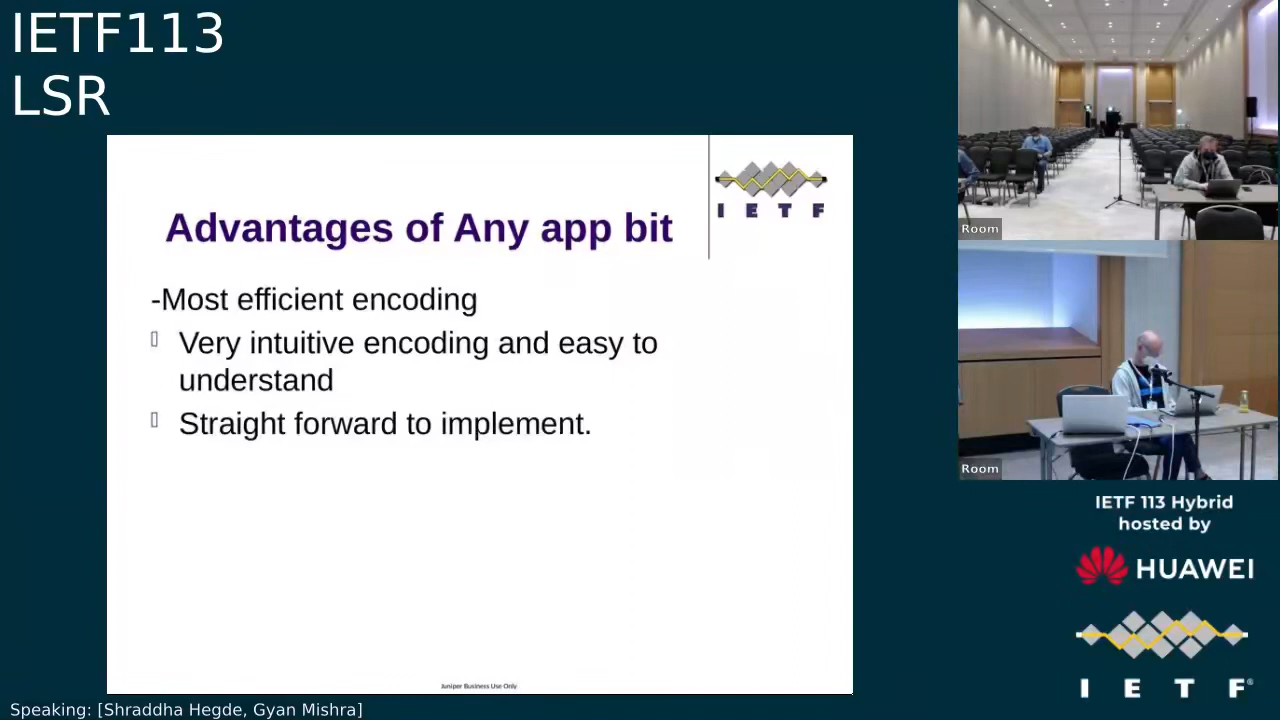 IETF113
LSR
I E T F
Advantages of Any app bit
-Most efficient encoding
Very intuitive encoding and easy to
understand
Straight forward to implement.
Juniper Business Use Only
Room
Room
IETF 113 Hybrid
hosted by
HUAWEI
I E T F®
Speaking: [Shraddha Hegde, Gyan Mishra]